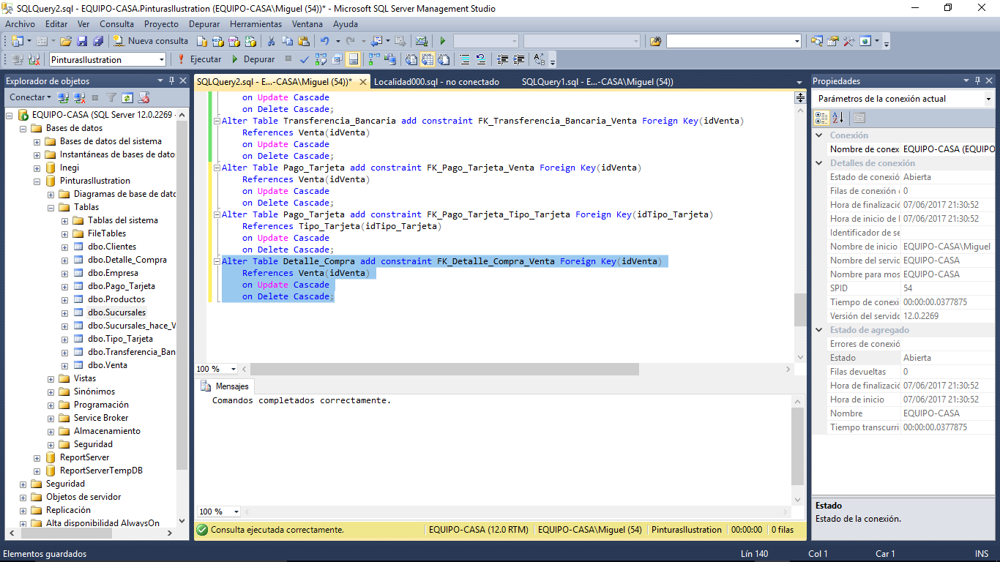 SQLQuery2.sql - EQUIPO-CASA.PinturasIlustration (EQUIPO-CASA\Miguel (54))* - Microsoft SQL Server Management Studio
Archivo Editar Ver Consulta Proyecto Depurar Herramientas Ventana Ayuda
Nueva consulta
PinturasIlustration Ejecutar Depurar
Explorador de objetos
Conectar
EQUIPO-CASA (SQL Server 12.0.2269 -
Bases de datos
Bases de datos del sistema
Instantáneas de bases de dato
Inegi
PinturasIlustration
Diagramas de base de datc
Tablas
Tablas del sistema
FileTables
dbo.Clientes
dbo.Detalle_Compra
dbo.Empresa
dbo.Pago_Tarjeta
dbo.Productos
dbo.Sucursales
dbo.Sucursales_hace_V
dbo.Tipo_Tarjeta
dbo.Transferencia_Ban
dbo.Venta
Vistas
Sinónimos
Programación
Service Broker
Almacenamiento
Seguridad
ReportServer
ReportServerTempDB
Seguridad
Objetos de servidor
Replicación
Alta disponibilidad AlwaysOn
SQLQuery2.sql - E...-CASA\Miguel (54))* Localidad000.sql - no conectado SQLQuery1.sql - E...-CASA\Miguel (54))
on Update Cascade
on Delete Cascade;
Alter Table Transferencia_Bancaria add constraint FK_Transferencia_Bancaria_Venta Foreign Key(idVenta)
References Venta(idVenta)
on Update Cascade
on Delete Cascade;
Alter Table Pago_Tarjeta add constraint FK_Pago_Tarjeta_Venta Foreign Key(idVenta)
References Venta(idVenta)
on Update Cascade
on Delete Cascade;
Alter Table Pago_Tarjeta add constraint FK_Pago_Tarjeta_Tipo_Tarjeta Foreign Key(idTipo_Tarjeta)
References Tipo_Tarjeta(idTipo_Tarjeta)
on Update Cascade
on Delete Cascade;
Alter Table Detalle_Compra add constraint FK_Detalle_Compra_Venta Foreign Key(idVenta)
References Venta(idVenta)
on Update Cascade
on Delete Cascade;
100 %
Mensajes
Comandos completados correctamente.
100 %
Consulta ejecutada correctamente. EQUIPO-CASA (12.0 RTM) EQUIPO-CASA\Miguel (54) PinturasIlustration 00:00:00 0 filas
Propiedades
Parámetros de la conexión actual
Conexión
Nombre de conex EQUIPO-CASA (EQUIPO
Detalles de conexión
Estado de conexió Abierta
Filas de conexión 0
Hora de finalizació 07/06/2017 21:30:52
Hora de inicio de l 07/06/2017 21:30:52
Identificador de se
Nombre de inicio EQUIPO-CASA\Miguel
Nombre del servid EQUIPO-CASA
Nombre para mos EQUIPO-CASA
SPID 54
Tiempo de conexi 00:00:00.0377875
Versión del servidc 12.0.2269
Estado de agregado
Errores de conexió
Estado Abierta
Filas devueltas 0
Hora de finalizació 07/06/2017 21:30:52
Hora de inicio 07/06/2017 21:30:52
Nombre EQUIPO-CASA
Tiempo transcurri 00:00:00.0377875
Estado
Estado de la conexión.
Elementos guardados Lín 140 Col 1 Car 1 INS